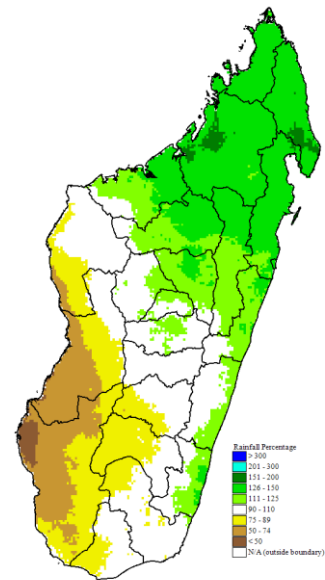 Rainfall Percentage
> 300
201 - 300
151 - 200
126 - 150
111 - 125
90 - 110
75 - 89
50 - 74
<50
N/A (outside boundary)